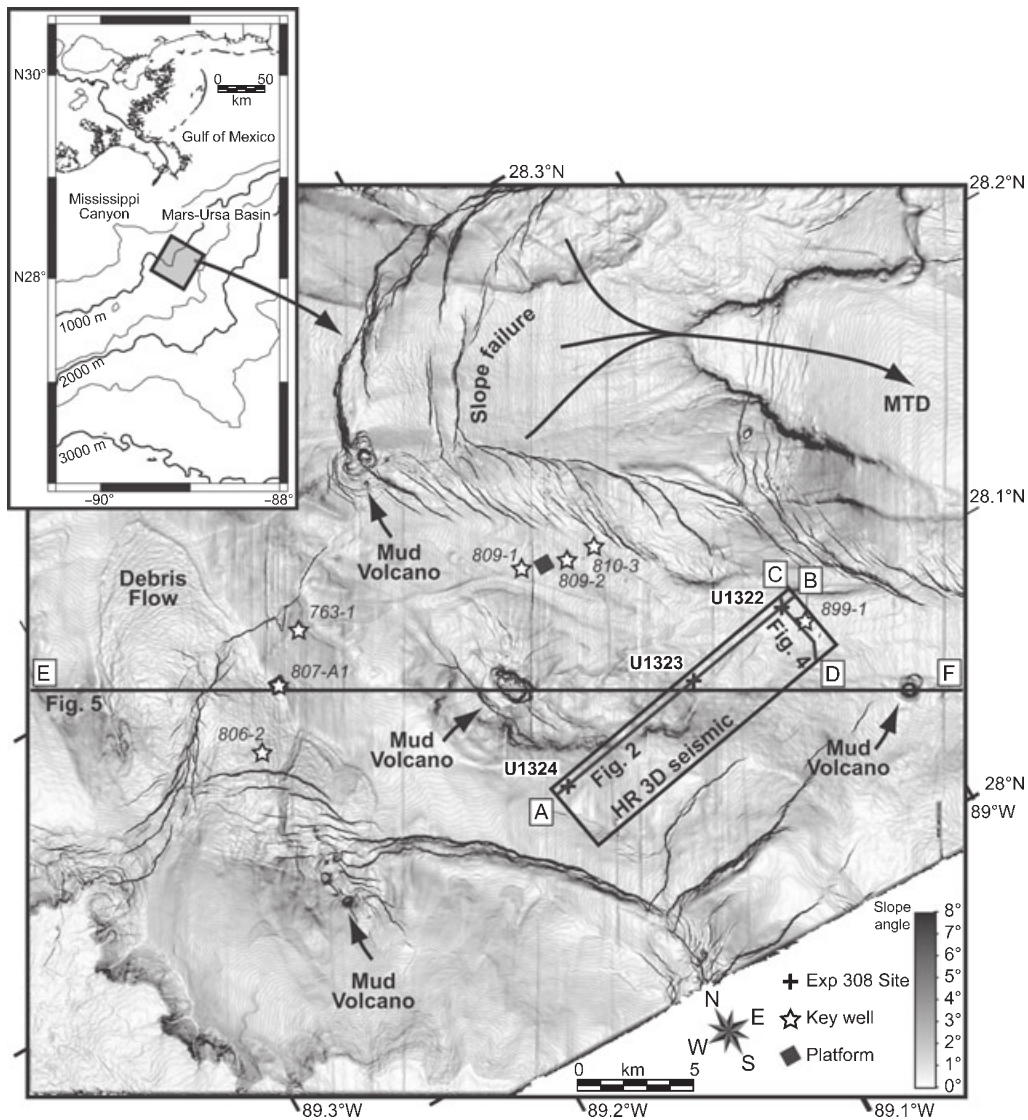 N30°
0 50
km
Gulf of Mexico
Mississippi
Canyon
Mars-Ursa Basin
N28°
1000 m
2000 m
3000 m
−90°
−88°
28.3°N
28.2°N
Slope failure
MTD
28.1°N
Mud
Volcano
809-1
809-2
810-3
Debris
Flow
763-1
C
B
U1322
899-1
Fig. 4
U1323
D
E
807-A1
F
Fig. 5
806-2
Mud
Volcano
Mud
Volcano
U1324
Fig. 2
HR 3D seismic
A
28°N
89°W
Slope
angle
8°
7°
6°
5°
4°
3°
2°
1°
0°
Mud
Volcano
N
E
W
S
Exp 308 Site
Key well
Platform
0 km 5
89.3°W
89.2°W
89.1°W